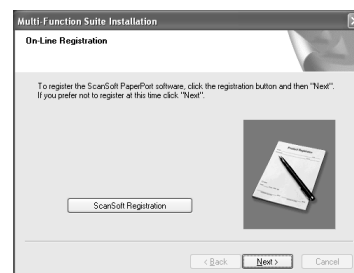 Multi-Function Suite Installation
On-Line Registration
To register the ScanSoft PaperPort software, click the registration button and then "Next".
If you prefer not to register at this time click "Next".
ScanSoft Registration
< Back
Next >
Cancel